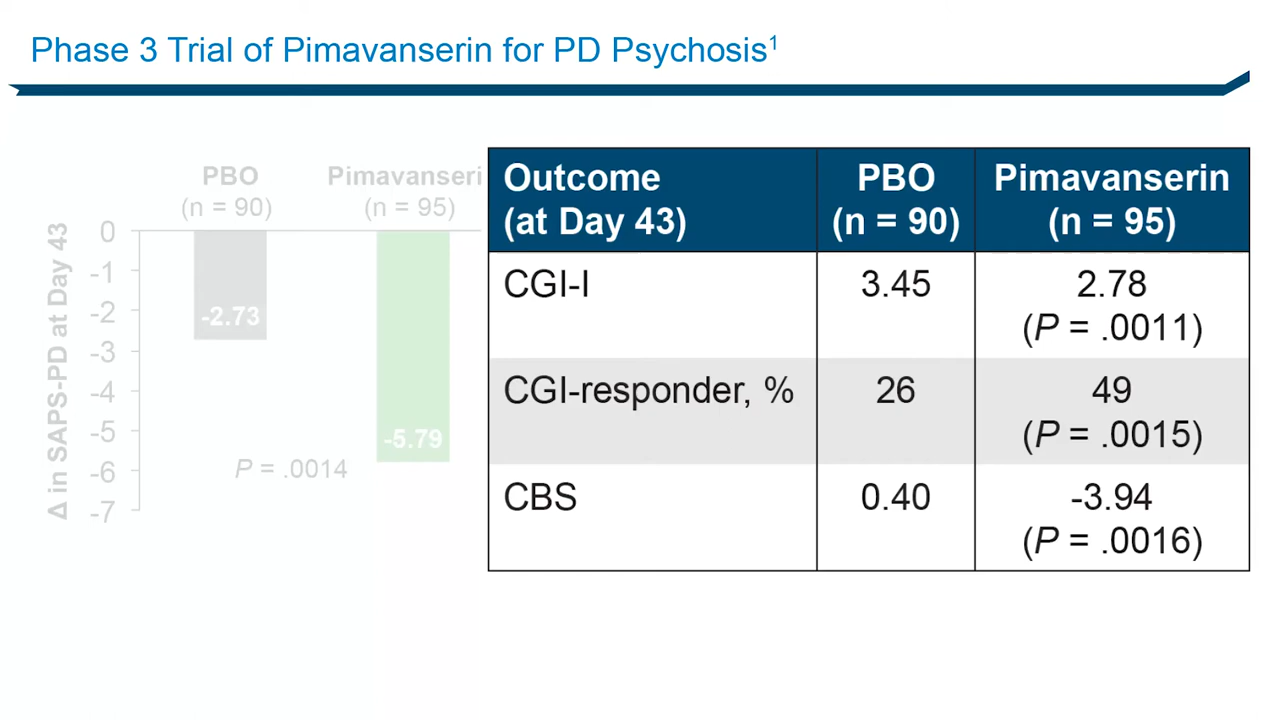 Phase 3 Trial of Pimavanserin for PD Psychosis1
PBO
(n = 90)
Pimavanseri
(n = 95)
Δ in SAPS-PD at Day 43
0
-1
-2
-3
-4
-5
-6
-7
-2.73
-5.79
P = .0014
Outcome
(at Day 43)
PBO
(n = 90)
Pimavanserin
(n = 95)
CGI-I
3.45
2.78
(P = .0011)
CGI-responder, %
26
49
(P = .0015)
CBS
0.40
-3.94
(P = .0016)